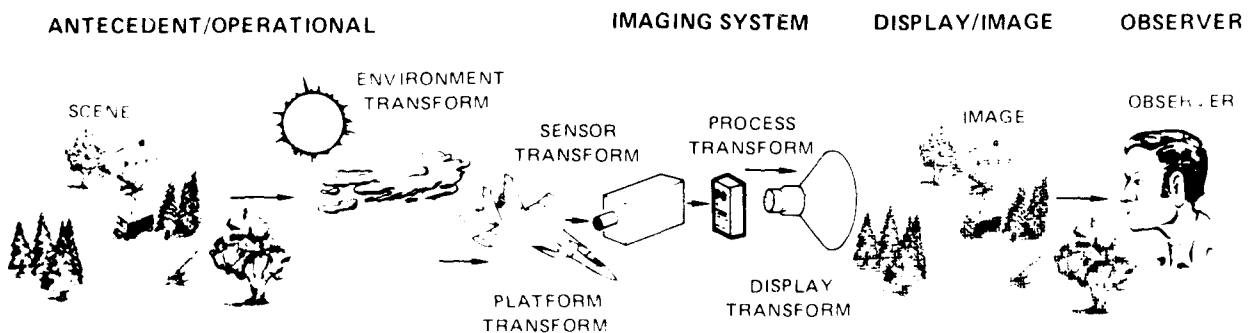 ANTECEDENT/OPERATIONAL
IMAGING SYSTEM
DISPLAY/IMAGE
OBSERVER
SCENE
ENVIRONMENT
TRANSFORM
PLATFORM
TRANSFORM
SENSOR
TRANSFORM
PROCESS
TRANSFORM
DISPLAY
TRANSFORM
IMAGE